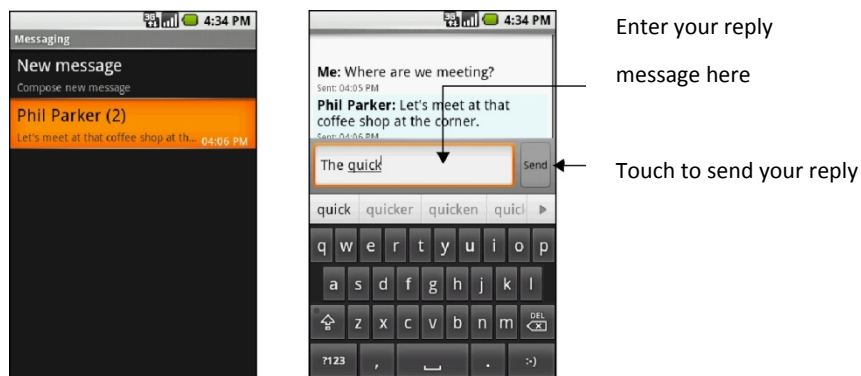 3G 4:34 PM
Messaging
New message
Compose new message
Phil Parker (2)
Let's meet at that coffee shop at th... 04:06 PM
3G 4:34 PM
Me: Where are we meeting?
Sent: 04:05 PM
Phil Parker: Let's meet at that
coffee shop at the corner.
Sent: 04:06 PM
The quick
Send
quick quicker quicken quick
q w e r t y u i o p
a s d f g h j k l
z x c v b n m DEL
?123 , . :-)
Enter your reply
message here
Touch to send your reply